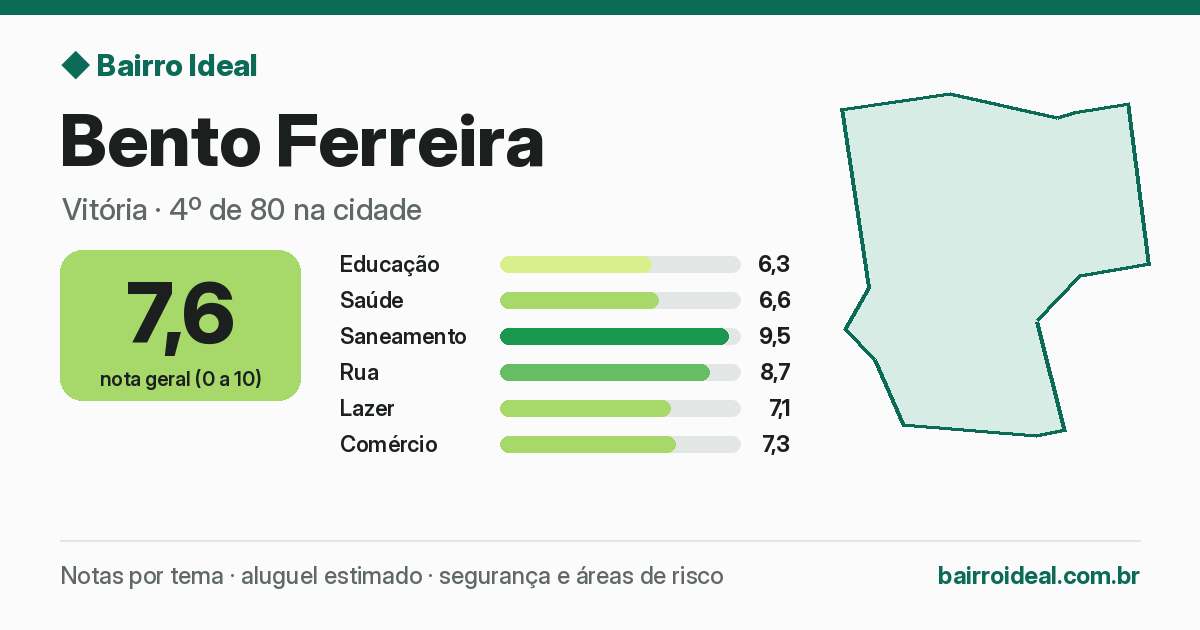 Bairro Ideal
Bento Ferreira
Vitória · 4º de 80 na cidade
7,6
nota geral (0 a 10)
Educação 6,3
Saúde 6,6
Saneamento 9,5
Rua 8,7
Lazer 7,1
Comércio 7,3
Notas por tema · aluguel estimado · segurança e áreas de risco
bairroideal.com.br